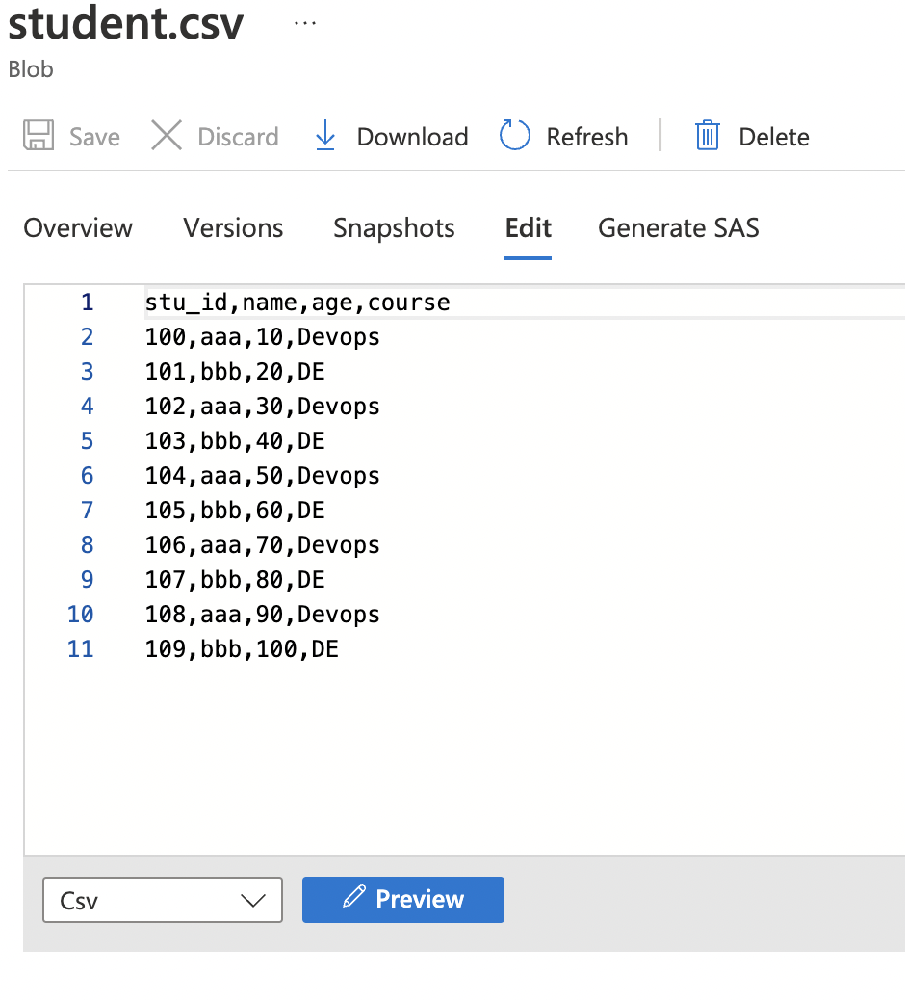 student.csv ...
Blob
Save Discard Download Refresh Delete
Overview Versions Snapshots Edit Generate SAS
1 stu_id,name,age,course
2 100,aaa,10,Devops
3 101,bbb,20,DE
4 102,aaa,30,Devops
5 103,bbb,40,DE
6 104,aaa,50,Devops
7 105,bbb,60,DE
8 106,aaa,70,Devops
9 107,bbb,80,DE
10 108,aaa,90,Devops
11 109,bbb,100,DE
Csv Preview